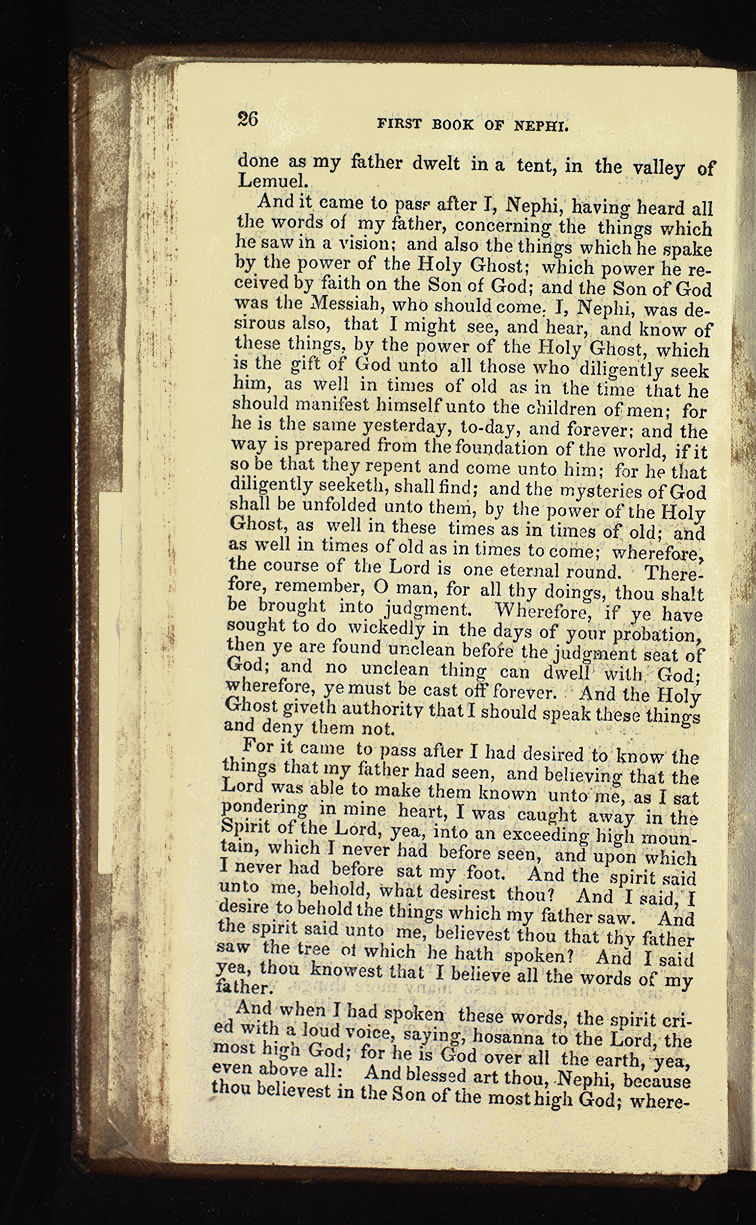 26 FIRST BOOK OF NEPHI.
done as my father dwelt in a tent, in the valley of
Lemuel.
And it came to pass after I, Nephi, having heard all
the words of my father, concerning the things which
he saw in a vision; and also the things which he spake
by the power of the Holy Ghost; which power he re-
ceived by faith on the Son of God; and the Son of God
was the Messiah, who should come. I, Nephi, was de-
sirous also, that I might see, and hear, and know of
these things, by the power of the Holy Ghost, which
is the gift of God unto all those who diligently seek
him, as well in times of old as in the time that he
should manifest himself unto the children of men; for
he is the same yesterday, to-day, and forever; and the
way is prepared from the foundation of the world, if it
so be that they repent and come unto him; for he that
diligently seeketh, shall find; and the mysteries of God
shall be unfolded unto them, by the power of the Holy
Ghost, as well in these times as in times of old; and
as well in times of old as in times to come; wherefore,
the course of the Lord is one eternal round. There-
fore, remember, O man, for all thy doings, thou shalt
be brought into judgment. Wherefore, if ye have
sought to do wickedly in the days of your probation,
then ye are found unclean before the judgment seat of
God; and no unclean thing can dwell with God;
wherefore, ye must be cast off forever. And the Holy
Ghost giveth authority that I should speak these things
and deny them not.
For it came to pass after I had desired to know the
things that my father had seen, and believing that the
Lord was able to make them known unto me, as I sat
pondering in mine heart, I was caught away in the
Spirit of the Lord, yea, into an exceeding high moun-
tain, which I never had before seen, and upon which
I never had before sat my foot. And the spirit said
unto me, behold, what desirest thou? And I said, I
desire to behold the things which my father saw. And
the spirit said unto me, believest thou that thy father
saw the tree of which he hath spoken? And I said
yea, thou knowest that I believe all the words of my
father.
And when I had spoken these words, the spirit cri-
ed with a loud voice, saying, hosanna to the Lord, the
most high God; for he is God over all the earth, yea,
even above all: And blessed art thou, Nephi, because
thou believest in the Son of the most high God; where-